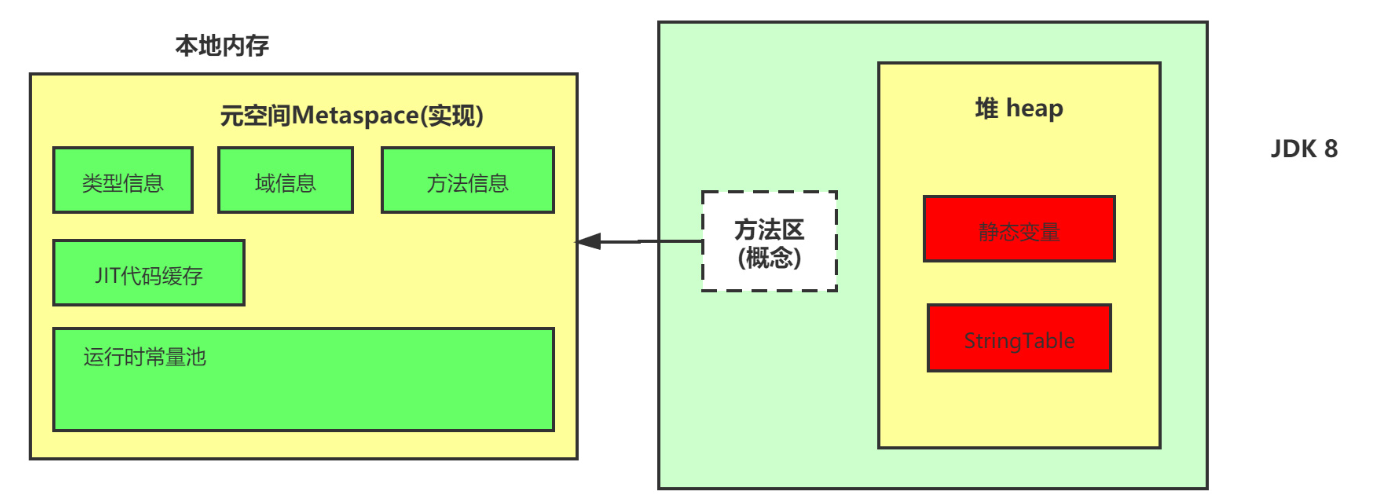 本地内存
元空间Metaspace(实现)
类型信息
域信息
方法信息
JIT代码缓存
运行时常量池
方法区
(概念)
堆 heap
静态变量
StringTable
JDK 8